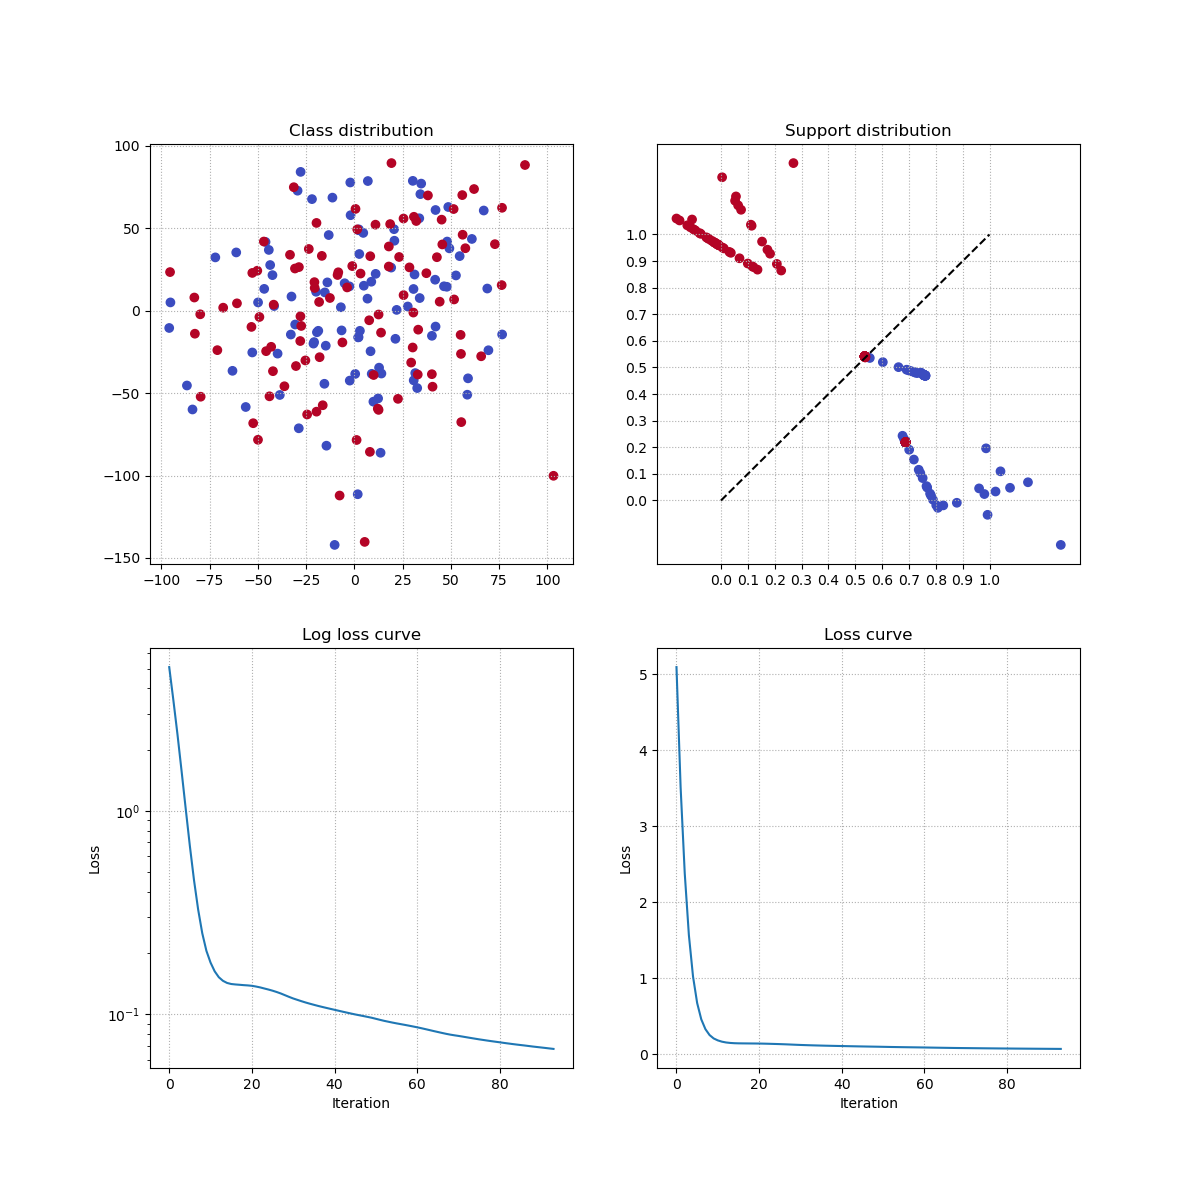 Class distribution
100
50
0
−50
−100
−150
−100 −75 −50 −25 0 25 50 75 100
Support distribution
1.0
0.9
0.8
0.7
0.6
0.5
0.4
0.3
0.2
0.1
0.0
0.0 0.1 0.2 0.3 0.4 0.5 0.6 0.7 0.8 0.9 1.0
Log loss curve
Loss
10⁰
10⁻¹
0 20 40 60 80
Iteration
Loss curve
Loss
5
4
3
2
1
0
0 20 40 60 80
Iteration